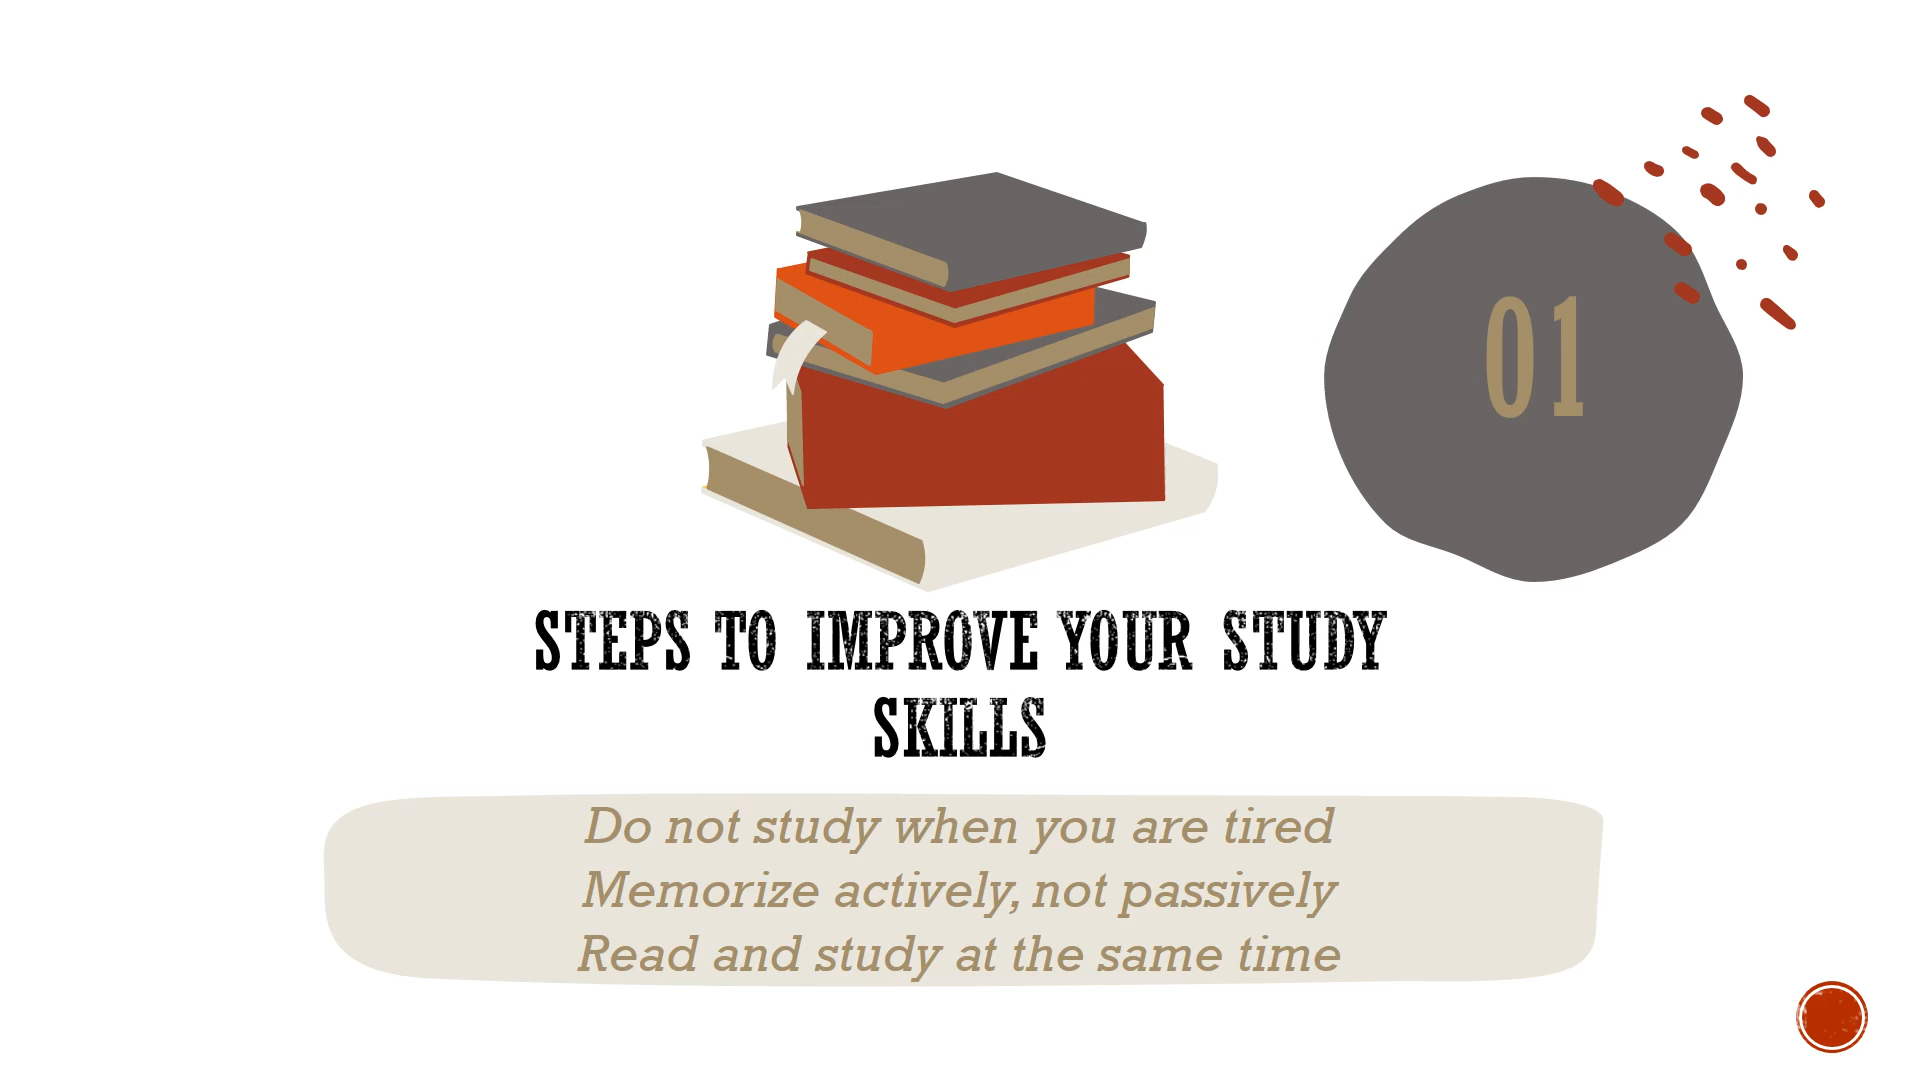 01
STEPS TO IMPROVE YOUR STUDY
SKILLS
Do not study when you are tired
Memorize actively, not passively
Read and study at the same time